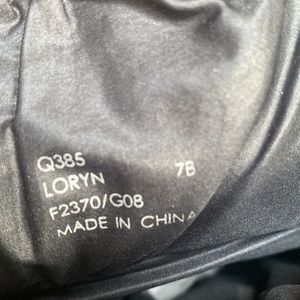 Q385 7B
LORYN
F2370/G08
MADE IN CHINA